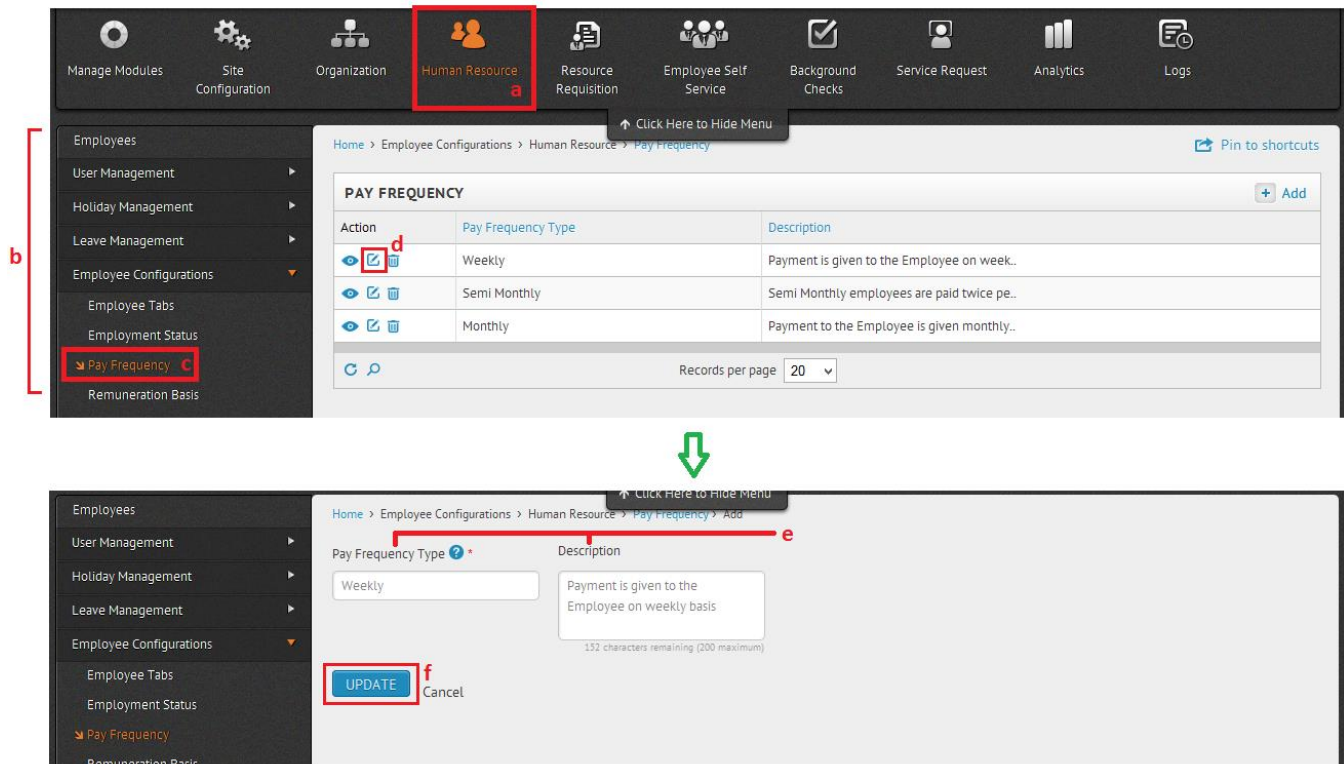 Manage Modules
Site
Configuration
Organization
Human Resource
a
Resource
Requisition
Employee Self
Service
Background
Checks
Service Request
Analytics
Logs
↑ Click Here to Hide Menu
b
Employees
User Management
Holiday Management
Leave Management
Employee Configurations
Employee Tabs
Employment Status
Pay Frequency c
Remuneration Basis
Home > Employee Configurations > Human Resource > Pay Frequency
Pin to shortcuts
PAY FREQUENCY
+ Add
Action Pay Frequency Type Description
d
Weekly Payment is given to the Employee on week..
Semi Monthly Semi Monthly employees are paid twice pe..
Monthly Payment to the Employee is given monthly..
Records per page 20
↑ Click Here to Hide Menu
Employees
User Management
Holiday Management
Leave Management
Employee Configurations
Employee Tabs
Employment Status
Pay Frequency
Remuneration Basis
Home > Employee Configurations > Human Resource > Pay Frequency > Add
e
Pay Frequency Type ? *
Weekly
Description
Payment is given to the
Employee on weekly basis
152 characters remaining (200 maximum)
UPDATE
f
Cancel